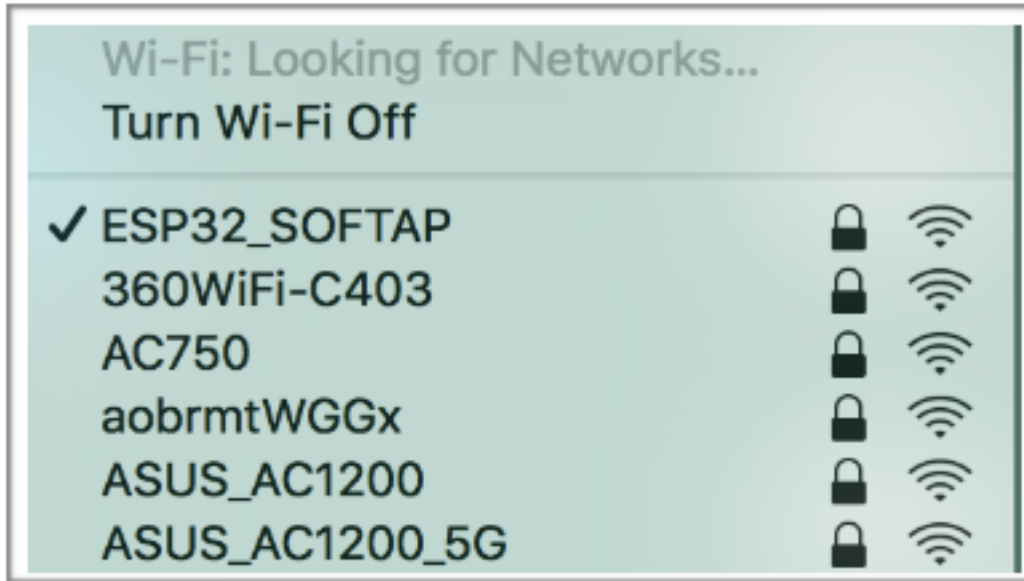 Wi-Fi: Looking for Networks...
Turn Wi-Fi Off
ESP32_SOFTAP
360WiFi-C403
AC750
aobrmtWGGx
ASUS_AC1200
ASUS_AC1200_5G